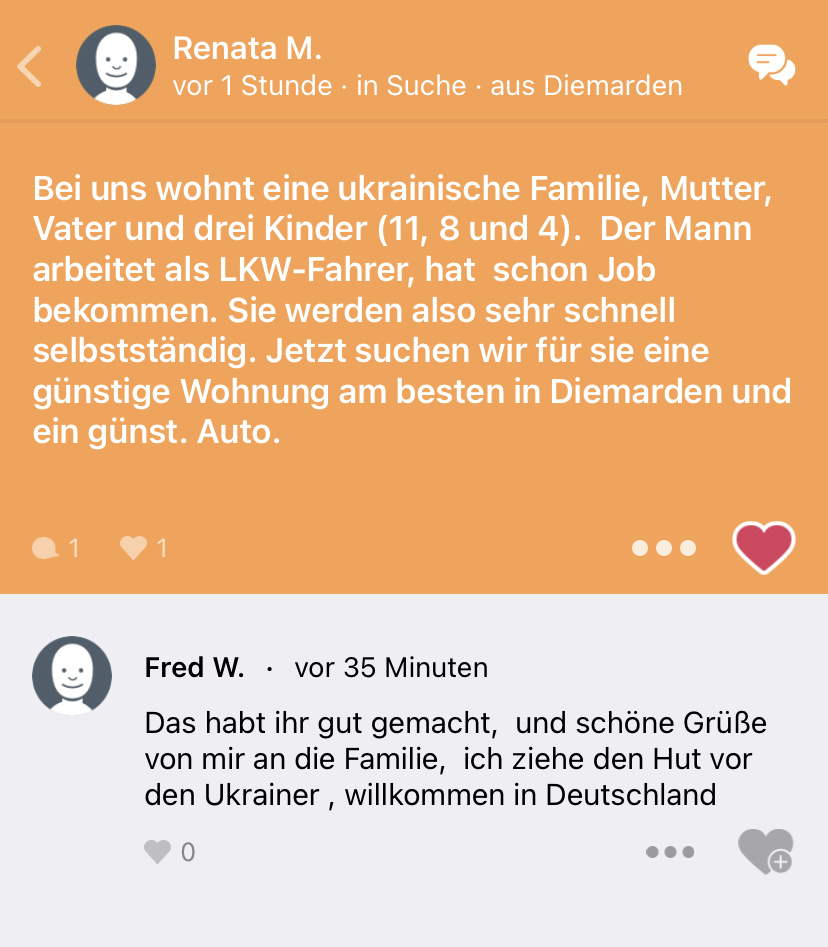 Renata M.
vor 1 Stunde · in Suche · aus Diemarden
Bei uns wohnt eine ukrainische Familie, Mutter,
Vater und drei Kinder (11, 8 und 4).  Der Mann
arbeitet als LKW-Fahrer, hat  schon Job
bekommen. Sie werden also sehr schnell
selbstständig. Jetzt suchen wir für sie eine
günstige Wohnung am besten in Diemarden und
ein günst. Auto.
1 1
Fred W. · vor 35 Minuten
Das habt ihr gut gemacht,  und schöne Grüße
von mir an die Familie,  ich ziehe den Hut vor
den Ukrainer , willkommen in Deutschland
0